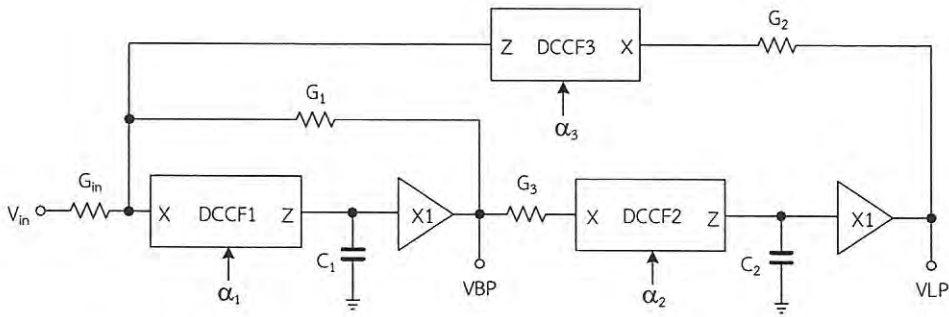 Z DCCF3 X
G2
α3
G1
Gin
Vin
X DCCF1 Z
α1
C1
X1
VBP
G3
X DCCF2 Z
α2
C2
X1
VLP